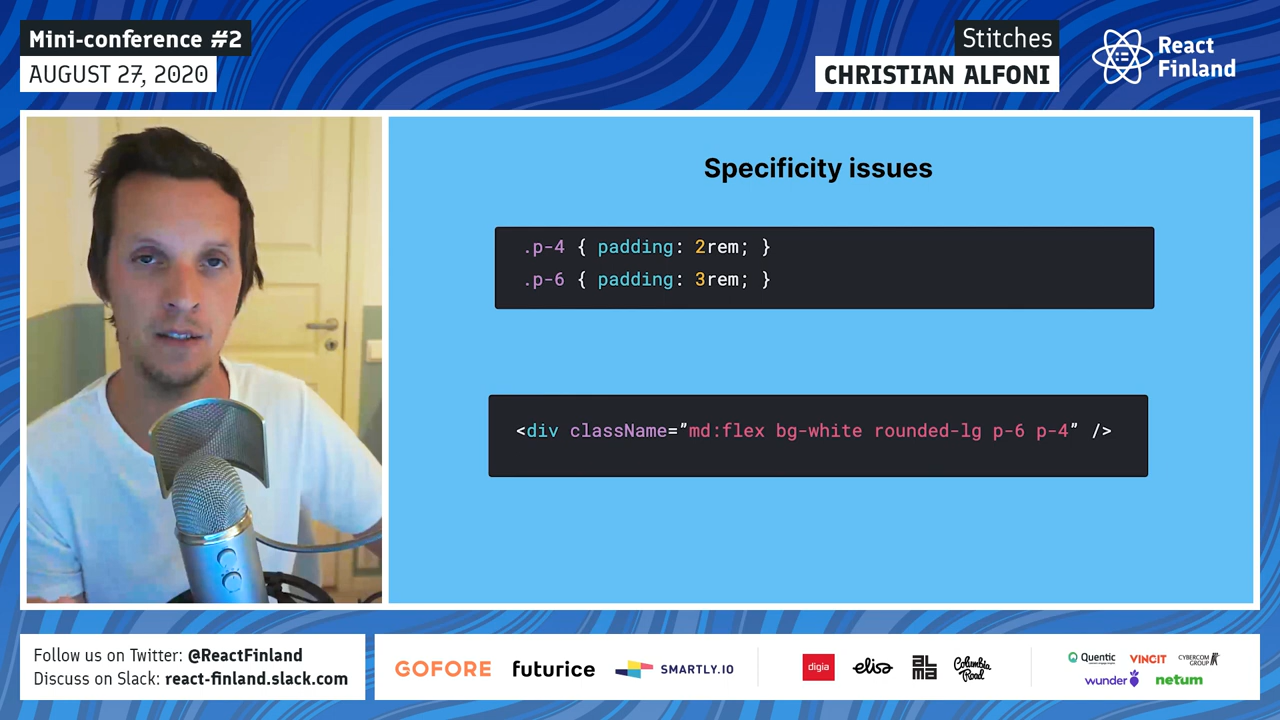 Mini-conference #2
AUGUST 27, 2020
Stitches
CHRISTIAN ALFONI
React
Finland
Specificity issues
.p-4 { padding: 2rem; }
.p-6 { padding: 3rem; }
<div className=”md:flex bg-white rounded-lg p-6 p-4” />
Follow us on Twitter: @ReactFinland
Discuss on Slack: react-finland.slack.com
GOFORE
futurice
SMARTLY.IO
digia
elisa
ALMA
Columbia Road
Quentic
VINCIT
CYBERCOM GROUP
wunder
netum